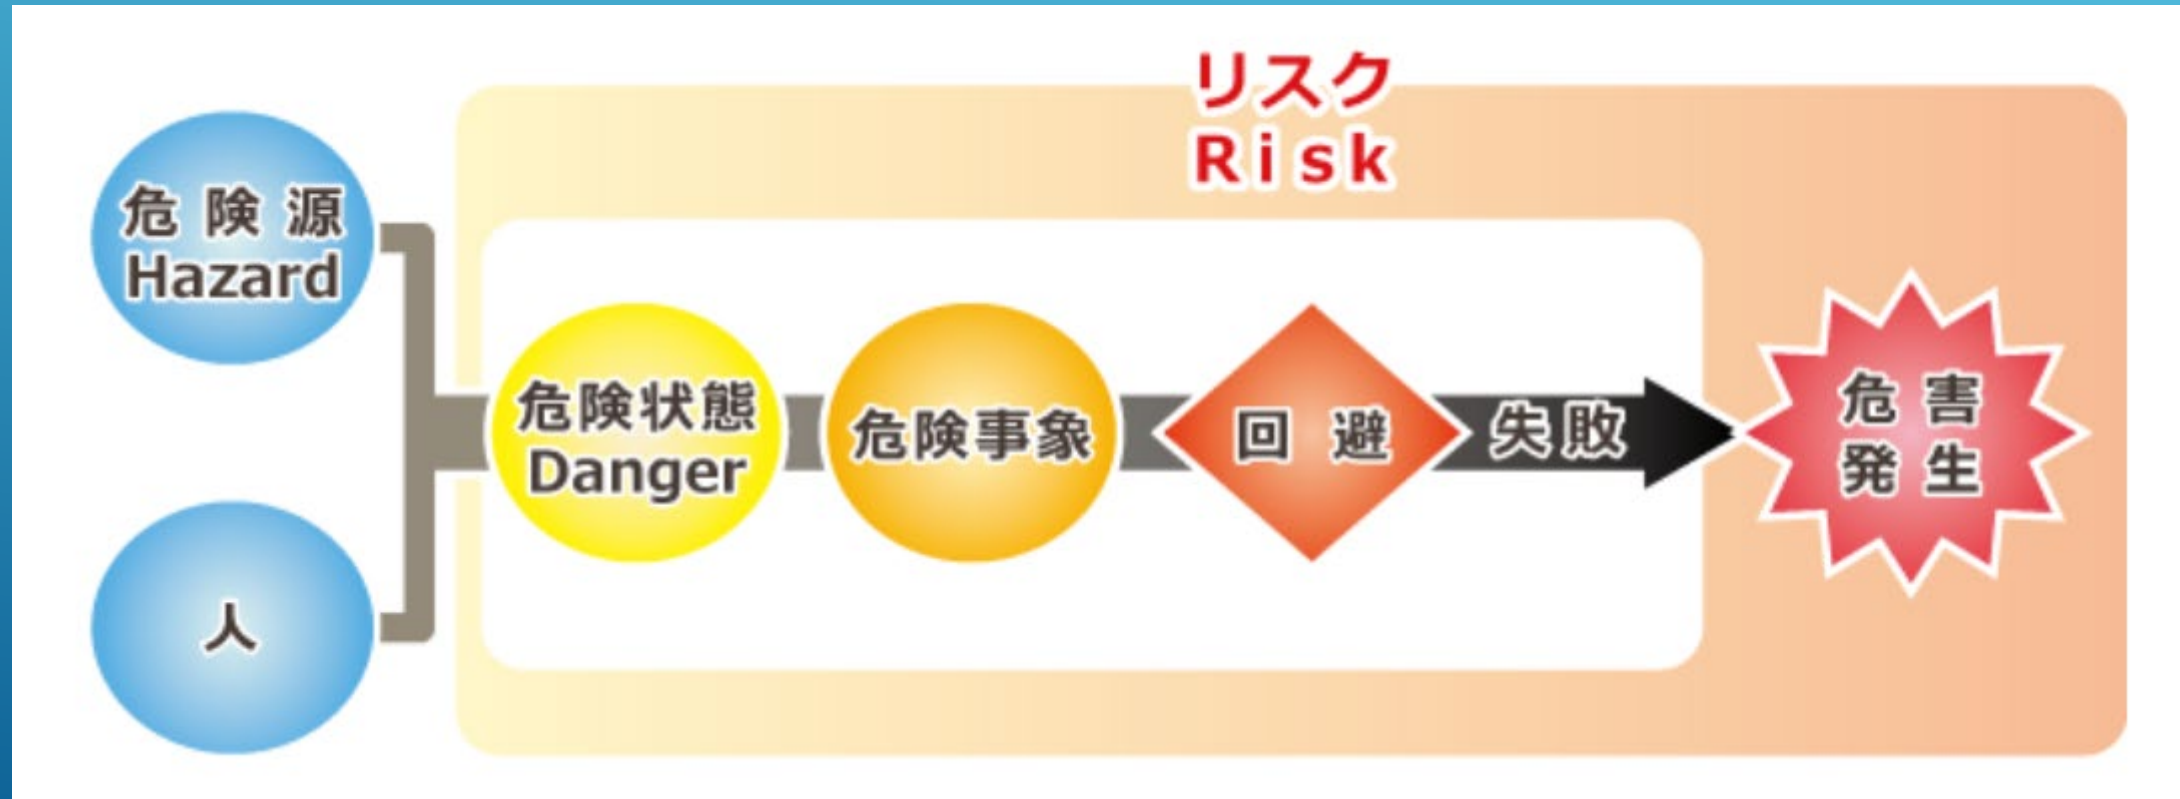 リスク
Risk
危険源
Hazard
人
危険状態
Danger
危険事象
回避
失敗
危害
発生